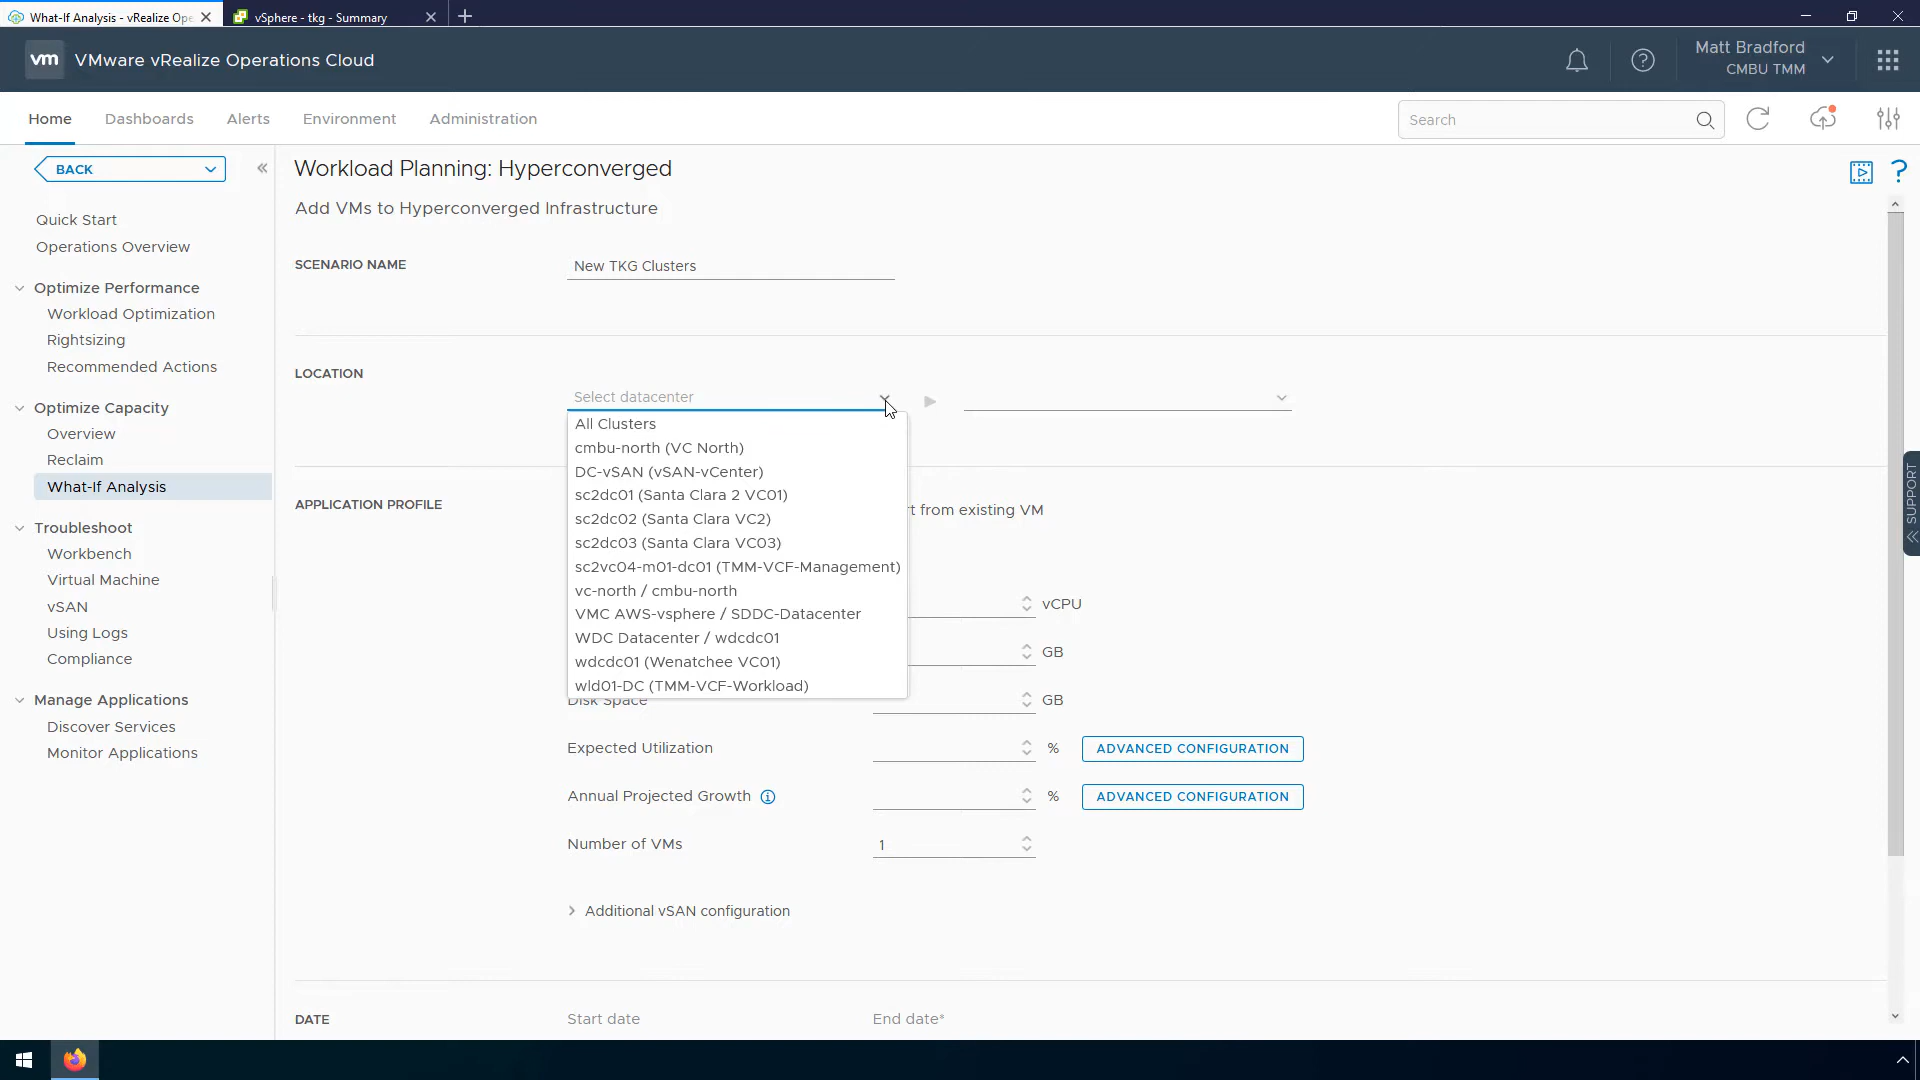 What-If Analysis - vRealize Ope
vSphere - tkg - Summary
vm VMware vRealize Operations Cloud
Matt Bradford
CMBU TMM
Home Dashboards Alerts Environment Administration
Search
BACK
Quick Start
Operations Overview
Optimize Performance
Workload Optimization
Rightsizing
Recommended Actions
Optimize Capacity
Overview
Reclaim
What-If Analysis
Troubleshoot
Workbench
Virtual Machine
vSAN
Using Logs
Compliance
Manage Applications
Discover Services
Monitor Applications
Workload Planning: Hyperconverged
Add VMs to Hyperconverged Infrastructure
SCENARIO NAME New TKG Clusters
LOCATION
Select datacenter
All Clusters
cmbu-north (VC North)
DC-vSAN (vSAN-vCenter)
sc2dc01 (Santa Clara 2 VC01)
sc2dc02 (Santa Clara VC2)
sc2dc03 (Santa Clara VC03)
sc2vc04-m01-dc01 (TMM-VCF-Management)
vc-north / cmbu-north
VMC AWS-vsphere / SDDC-Datacenter
WDC Datacenter / wdcdc01
wdcdc01 (Wenatchee VC01)
wld01-DC (TMM-VCF-Workload)
APPLICATION PROFILE
t from existing VM
vCPU
GB
Disk Space GB
Expected Utilization % ADVANCED CONFIGURATION
Annual Projected Growth % ADVANCED CONFIGURATION
Number of VMs 1
Additional vSAN configuration
DATE Start date End date*
SUPPORT